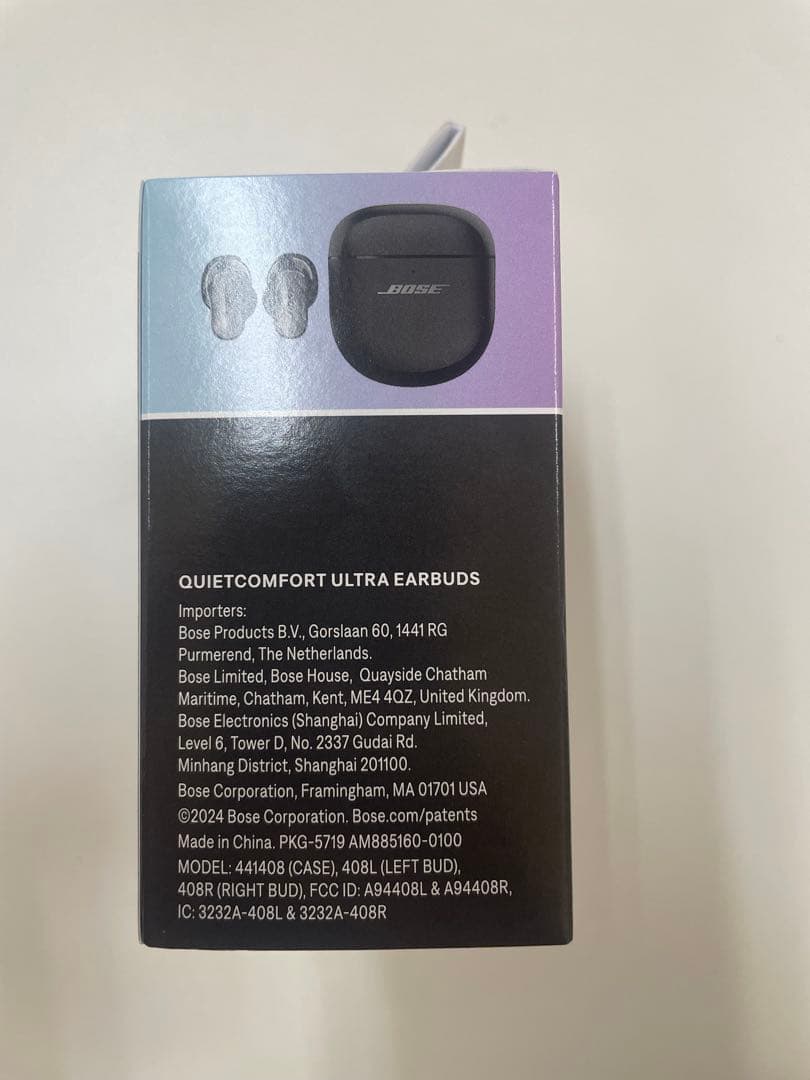 BOSE
QUIETCOMFORT ULTRA EARBUDS
Importers:
Bose Products B.V., Gorslaan 60, 1441 RG
Purmerend, The Netherlands.
Bose Limited, Bose House, Quayside Chatham
Maritime, Chatham, Kent, ME4 4QZ, United Kingdom.
Bose Electronics (Shanghai) Company Limited,
Level 6, Tower D, No. 2337 Gudai Rd.
Minhang District, Shanghai 201100.
Bose Corporation, Framingham, MA 01701 USA
©2024 Bose Corporation. Bose.com/patents
Made in China. PKG-5719 AM885160-0100
MODEL: 441408 (CASE), 408L (LEFT BUD),
408R (RIGHT BUD), FCC ID: A94408L & A94408R,
IC: 3232A-408L & 3232A-408R